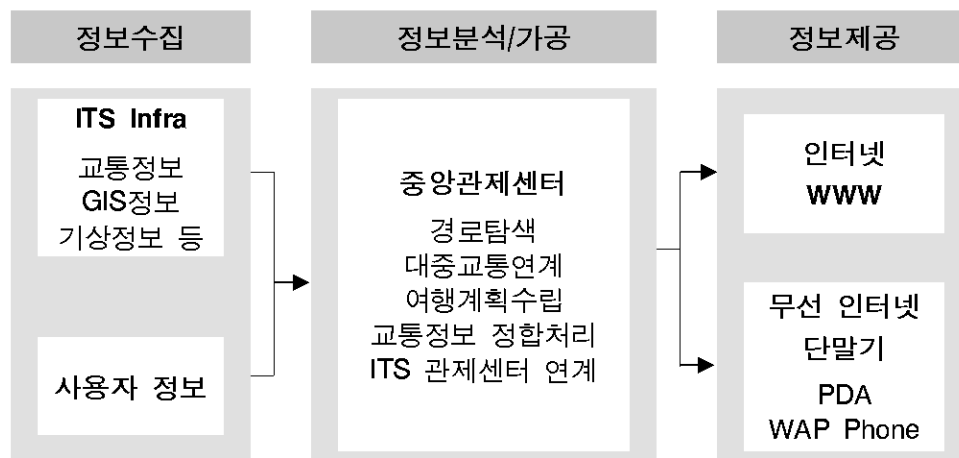 정보수집
정보분석/가공
정보제공
ITS Infra
교통정보
GIS정보
기상정보 등
사용자 정보
중앙관제센터
경로탐색
대중교통연계
여행계획수립
교통정보 정합처리
ITS 관제센터 연계
인터넷
WWW
무선 인터넷
단말기
PDA
WAP Phone